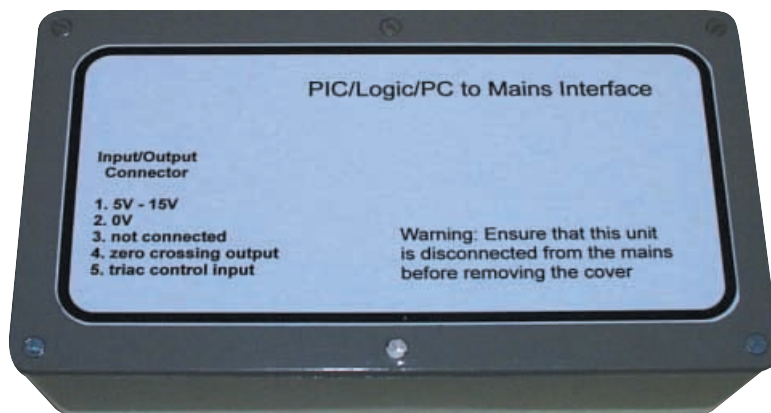 PIC/Logic/PC to Mains Interface
Input/Output
Connector
1. 5V - 15V
2. 0V
3. not connected
4. zero crossing output
5. triac control input
Warning: Ensure that this unit
is disconnected from the mains
before removing the cover